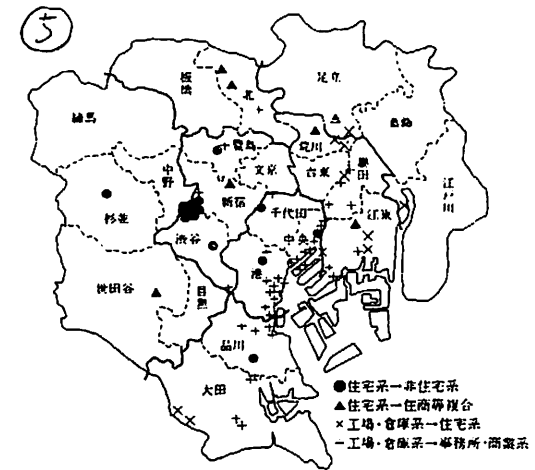 5
足立
板橋
北
練馬
葛飾
荒川
豊島
中野
文京
台東
墨田
江戸川
新宿
千代田
江東
杉並
渋谷
中央
港
世田谷
目黒
品川
大田
●住宅系→非住宅系
▲住宅系→住商等複合
×工場・倉庫系→住宅系
−工場・倉庫系→事務所・商業系